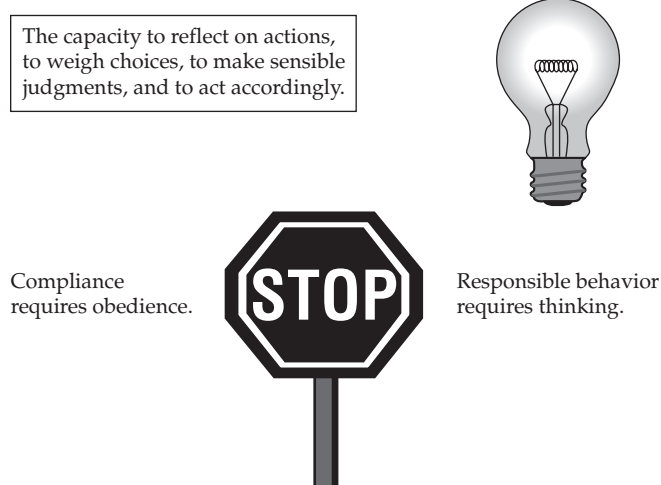 The capacity to reflect on actions,
to weigh choices, to make sensible
judgments, and to act accordingly.
Compliance
requires obedience.
STOP
Responsible behavior
requires thinking.